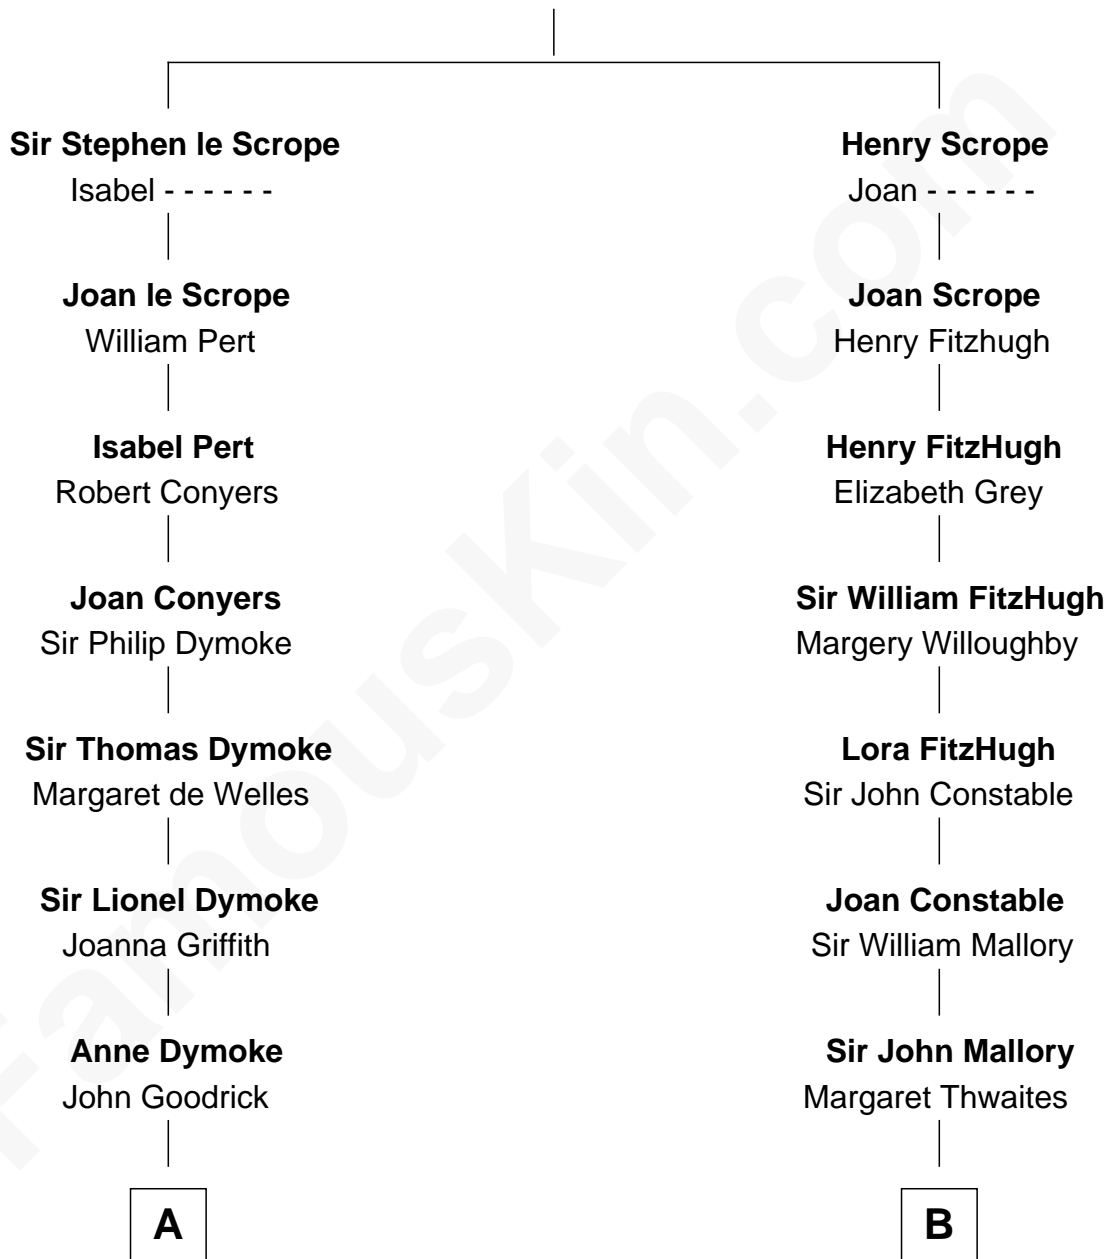 Sir Stephen le Scrope
Isabel - - - - - -
Joan le Scrope
William Pert
Isabel Pert
Robert Conyers
Joan Conyers
Sir Philip Dymoke
Sir Thomas Dymoke
Margaret de Welles
Sir Lionel Dymoke
Joanna Griffith
Anne Dymoke
John Goodrick
A
Henry Scrope
Joan - - - - - -
Joan Scrope
Henry Fitzhugh
Henry FitzHugh
Elizabeth Grey
Sir William FitzHugh
Margery Willoughby
Lora FitzHugh
Sir John Constable
Joan Constable
Sir William Mallory
Sir John Mallory
Margaret Thwaites
B
FamousKin.com